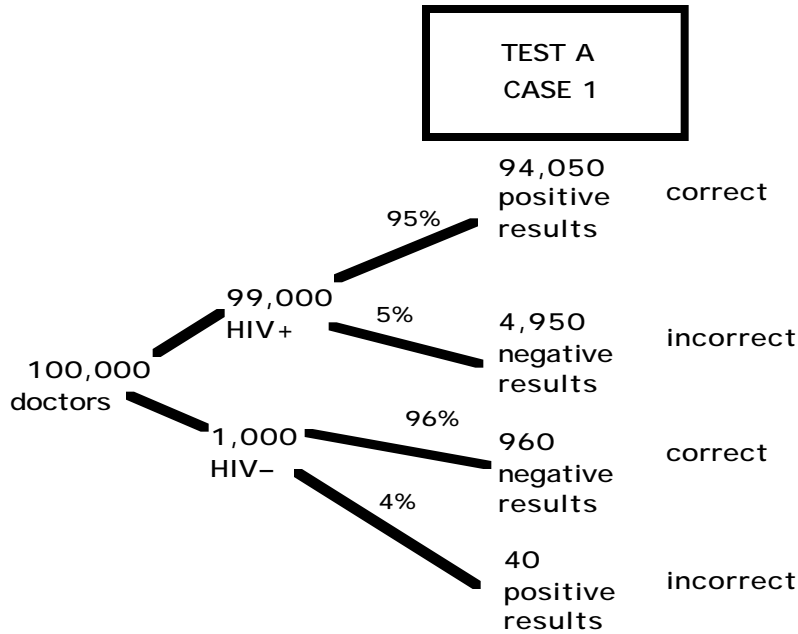 TEST A
CASE 1
94,050
positive
results
correct
95%
99,000
HIV+
5%
4,950
negative
results
incorrect
100,000
doctors
96%
1,000
HIV–
960
negative
results
correct
4%
40
positive
results
incorrect